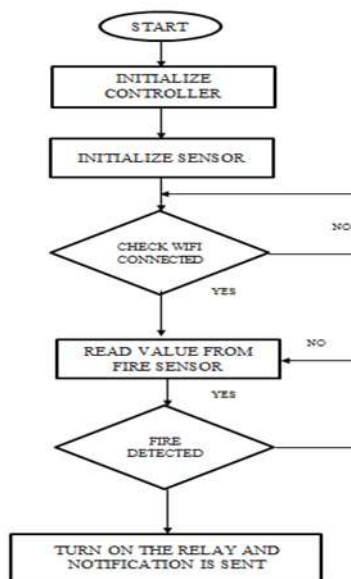 START
INITIALIZE
CONTROLLER
INITIALIZE SENSOR
NO
CHECK WIFI
CONNECTED
YES
NO
READ VALUE FROM
FIRE SENSOR
YES
FIRE
DETECTED
TURN ON THE RELAY AND
NOTIFICATION IS SENT